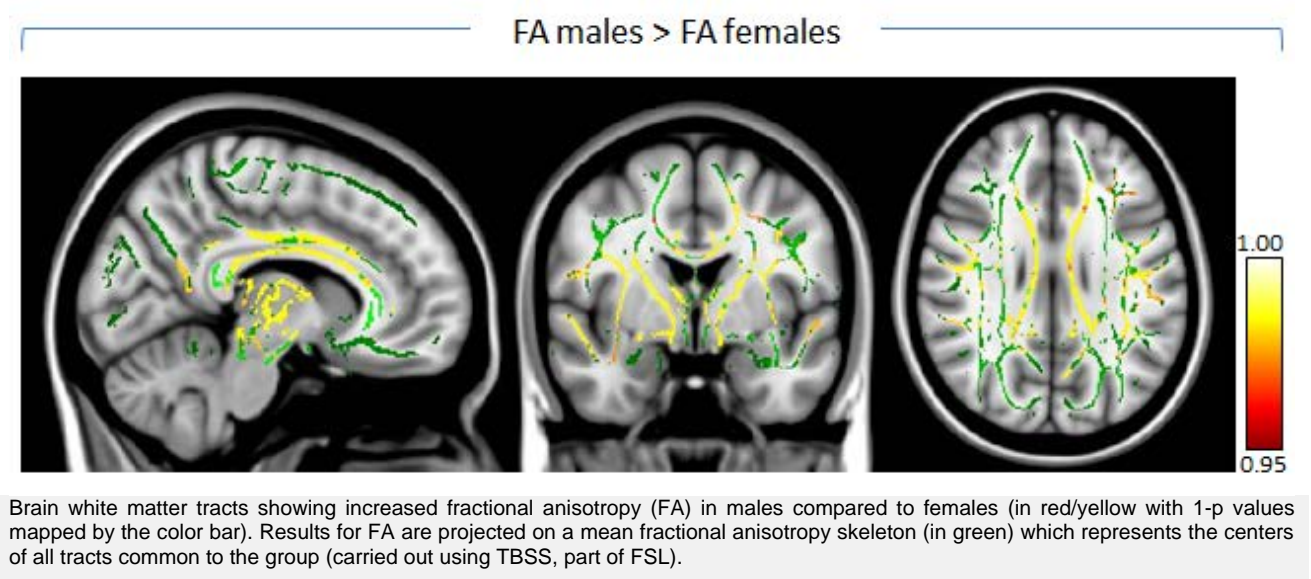 FA males > FA females
1.00
0.95
Brain white matter tracts showing increased fractional anisotropy (FA) in males compared to females (in red/yellow with 1-p values
mapped by the color bar). Results for FA are projected on a mean fractional anisotropy skeleton (in green) which represents the centers
of all tracts common to the group (carried out using TBSS, part of FSL).